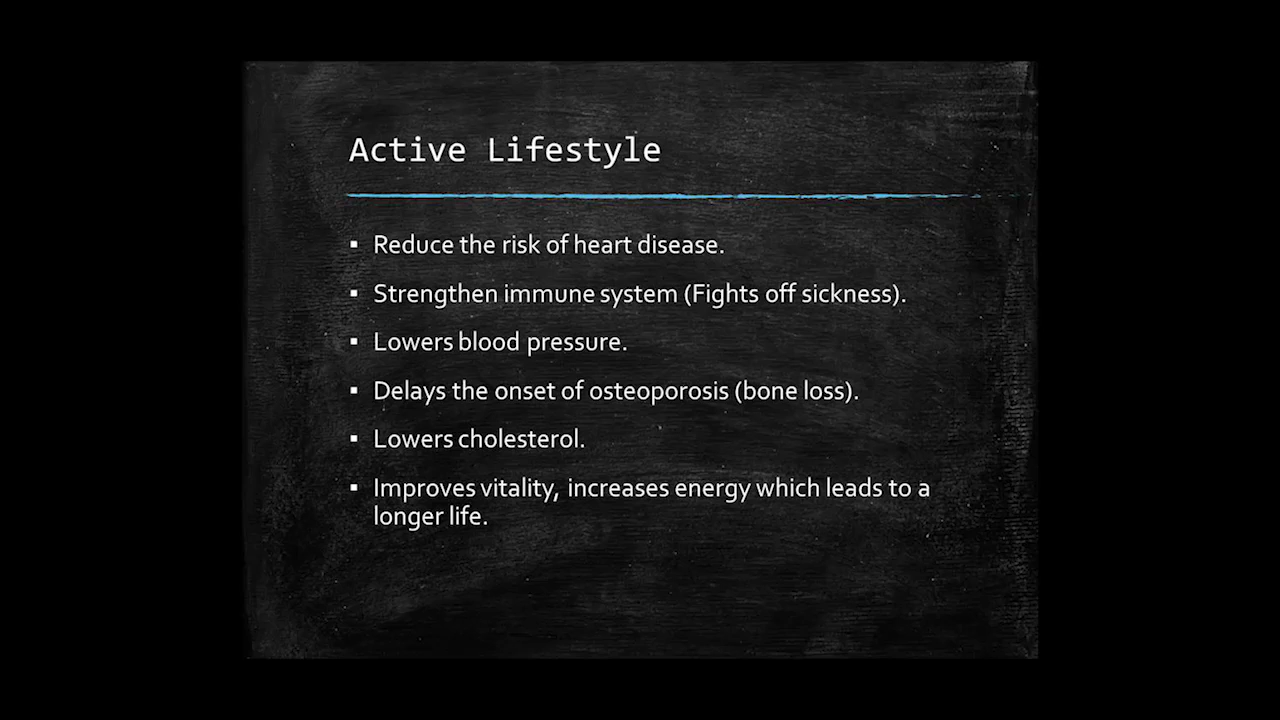 Active Lifestyle
▪ Reduce the risk of heart disease.
▪ Strengthen immune system (Fights off sickness).
▪ Lowers blood pressure.
▪ Delays the onset of osteoporosis (bone loss).
▪ Lowers cholesterol.
▪ Improves vitality, increases energy which leads to a
longer life.